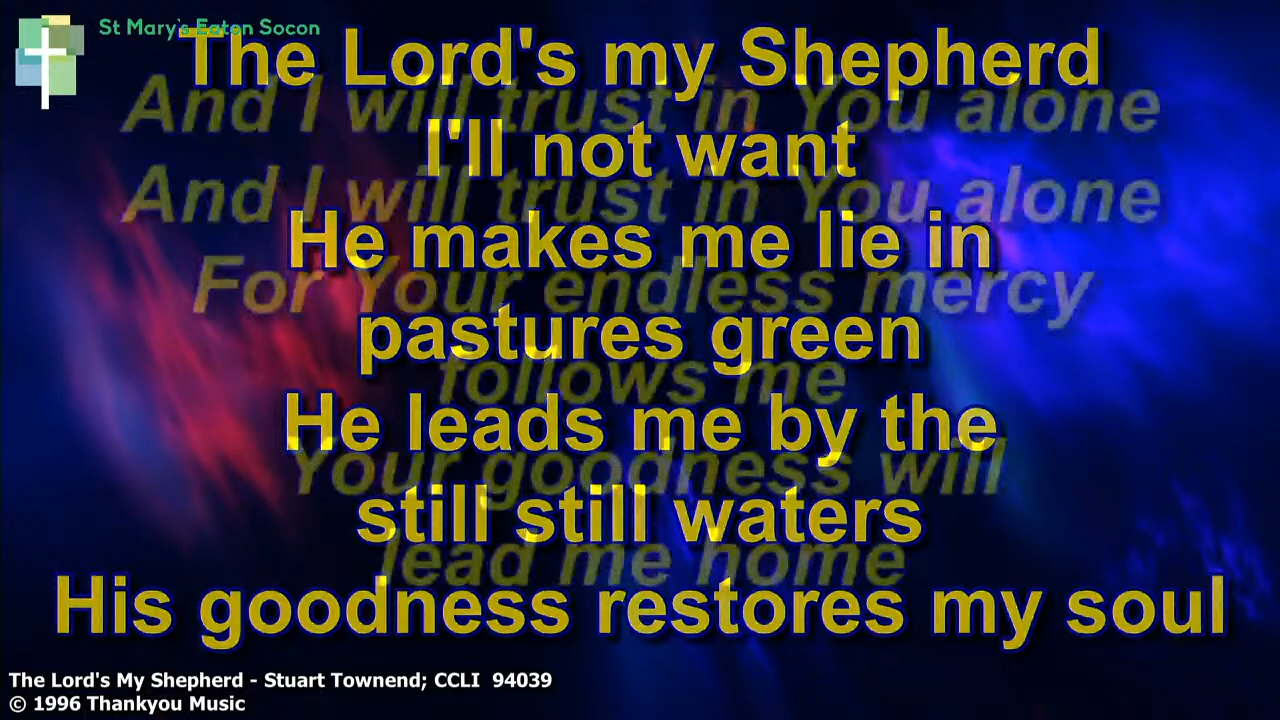 St Mary's Eaten Socon
The Lord's my Shepherd
And I will trust in You alone
I'll not want
And I will trust in You alone
He makes me lie in
For Your endless mercy
pastures green
follows me
He leads me by the
Your goodness will
still still waters
lead me home
His goodness restores my soul
The Lord's My Shepherd - Stuart Townend; CCLI 94039
© 1996 Thankyou Music